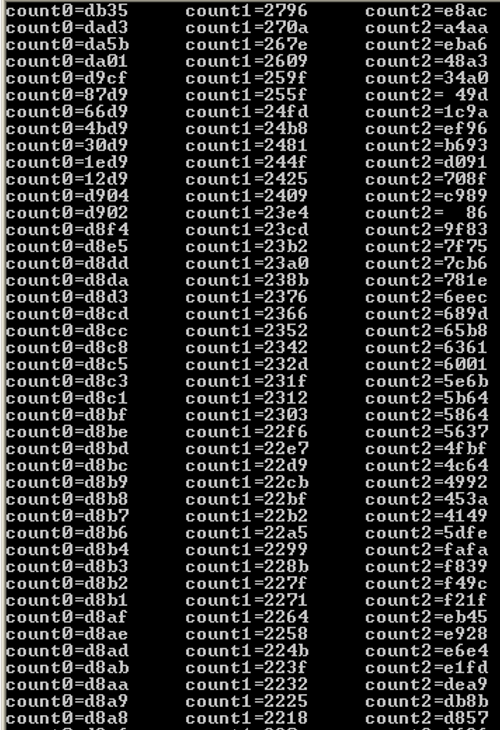 count0=db35 count1=2796 count2=e8ac
count0=dad3 count1=270a count2=a4aa
count0=da5b count1=267e count2=eba6
count0=da01 count1=2609 count2=48a3
count0=d9cf count1=259f count2=34a0
count0=87d9 count1=255f count2= 49d
count0=66d9 count1=24fd count2=1c9a
count0=4bd9 count1=24b8 count2=ef96
count0=30d9 count1=2481 count2=b693
count0=1ed9 count1=244f count2=d091
count0=12d9 count1=2425 count2=708f
count0=d904 count1=2409 count2=c989
count0=d902 count1=23e4 count2=  86
count0=d8f4 count1=23cd count2=9f83
count0=d8e5 count1=23b2 count2=7f75
count0=d8dd count1=23a0 count2=7cb6
count0=d8da count1=238b count2=781e
count0=d8d3 count1=2376 count2=6eec
count0=d8cd count1=2366 count2=689d
count0=d8cc count1=2352 count2=65b8
count0=d8c8 count1=2342 count2=6361
count0=d8c5 count1=232d count2=6001
count0=d8c3 count1=231f count2=5e6b
count0=d8c1 count1=2312 count2=5b64
count0=d8bf count1=2303 count2=5864
count0=d8be count1=22f6 count2=5637
count0=d8bd count1=22e7 count2=4fbf
count0=d8bc count1=22d9 count2=4c64
count0=d8b9 count1=22cb count2=4992
count0=d8b8 count1=22bf count2=453a
count0=d8b7 count1=22b2 count2=4149
count0=d8b6 count1=22a5 count2=5dfe
count0=d8b4 count1=2299 count2=fafa
count0=d8b3 count1=228b count2=f839
count0=d8b2 count1=227f count2=f49c
count0=d8b1 count1=2271 count2=f21f
count0=d8af count1=2264 count2=eb45
count0=d8ae count1=2258 count2=e928
count0=d8ad count1=224b count2=e6e4
count0=d8ab count1=223f count2=e1fd
count0=d8aa count1=2232 count2=dea9
count0=d8a9 count1=2225 count2=db8b
count0=d8a8 count1=2218 count2=d857